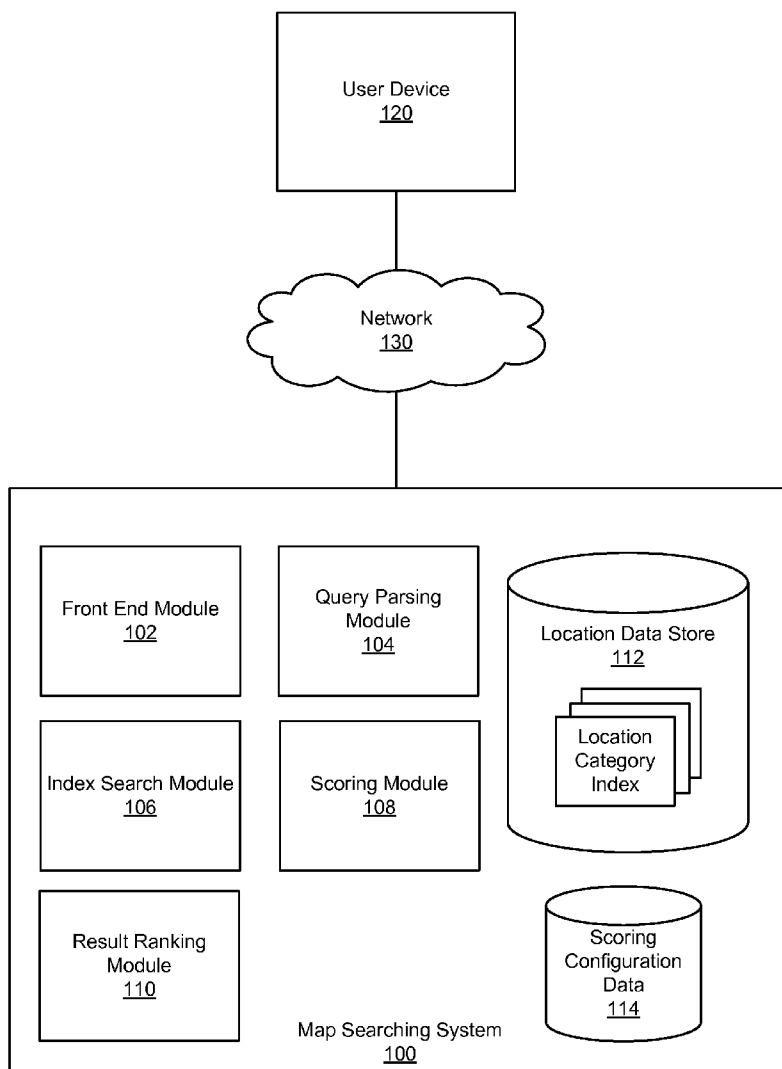 User Device
120
Network
130
Front End Module
102
Query Parsing
Module
104
Location Data Store
112
Location
Category
Index
Index Search Module
106
Scoring Module
108
Result Ranking
Module
110
Scoring
Configuration
Data
114
Map Searching System
100